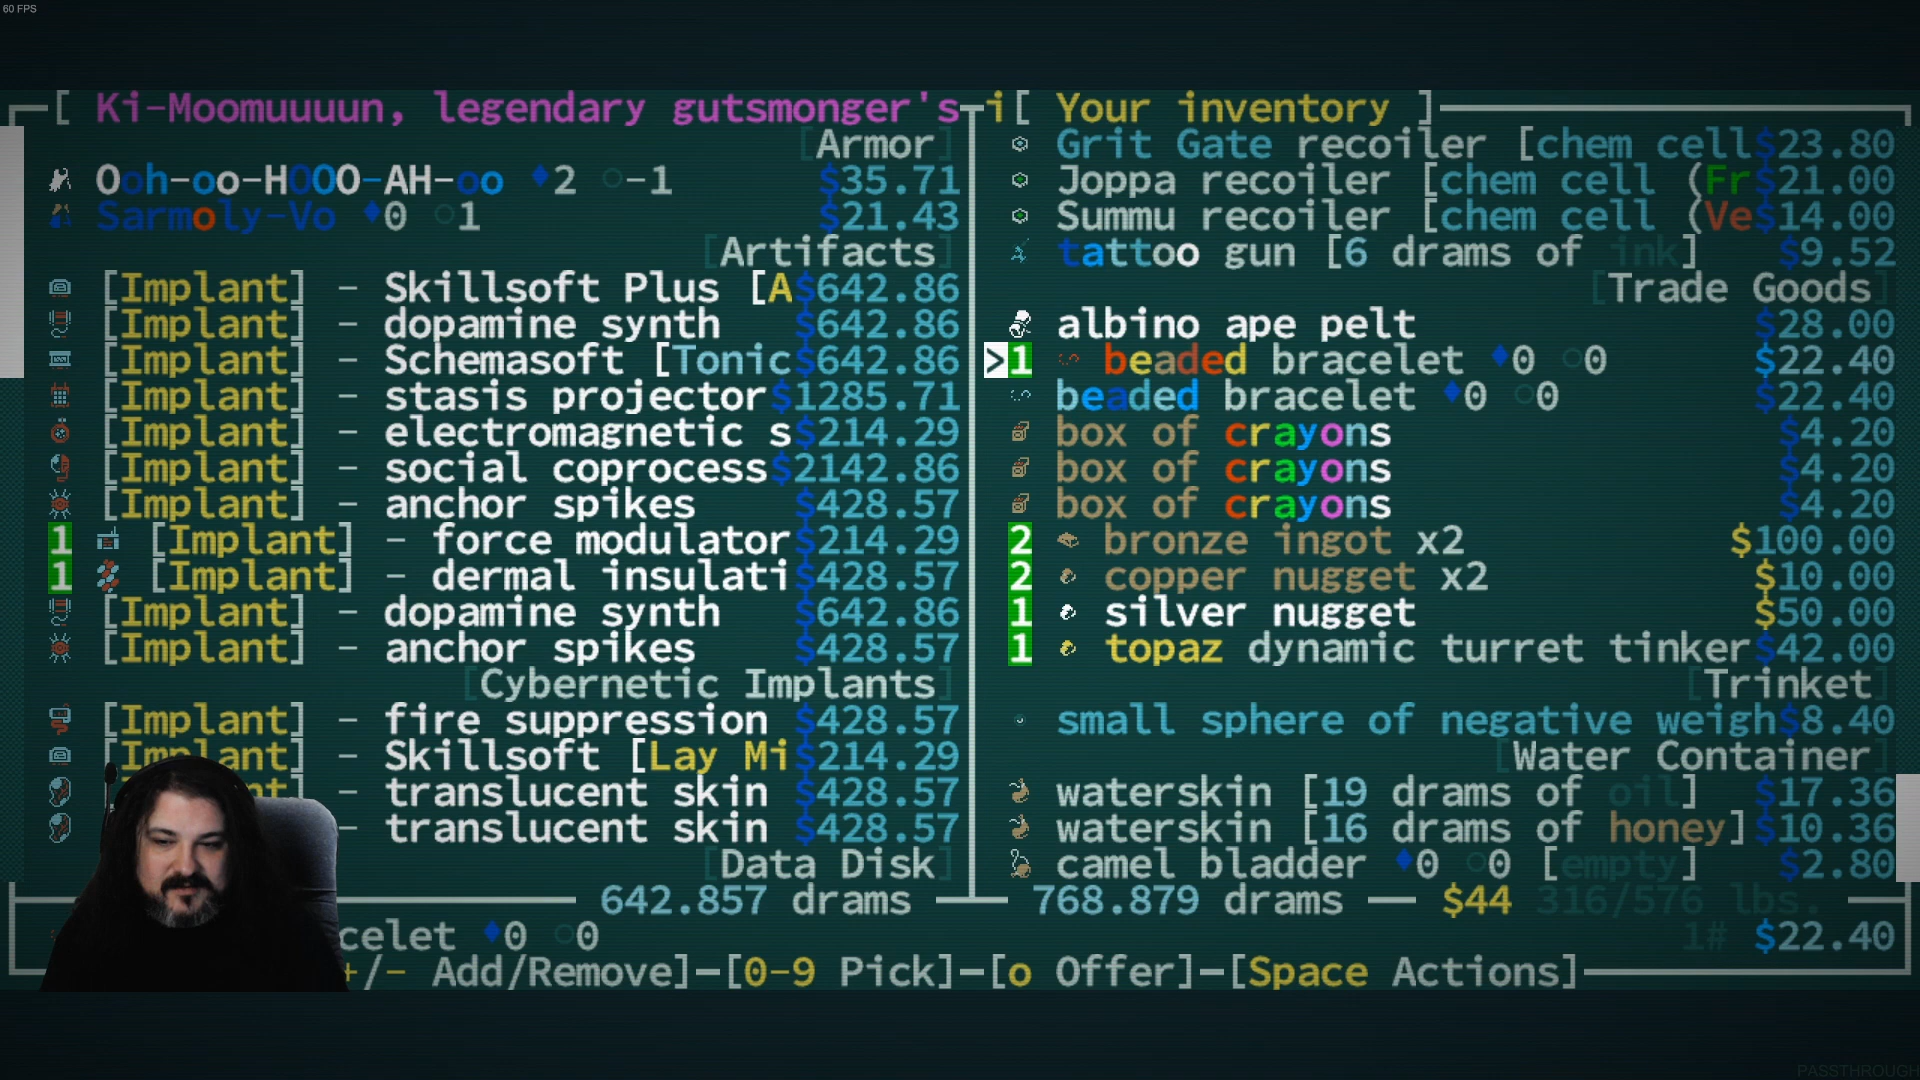 60 FPS
[ Ki-Moomuuuun, legendary gutsmonger's i
[Armor]
Ooh-oo-HOOO-AH-oo ♦2 ○-1 $35.71
Sarmoly-Vo ♦0 ○1 $21.43
[Artifacts]
[Implant] - Skillsoft Plus [A $642.86
[Implant] - dopamine synth $642.86
[Implant] - Schemasoft [Tonic $642.86
[Implant] - stasis projector $1285.71
[Implant] - electromagnetic s $214.29
[Implant] - social coprocess $2142.86
[Implant] - anchor spikes $428.57
1 [Implant] - force modulator $214.29
1 [Implant] - dermal insulati $428.57
[Implant] - dopamine synth $642.86
[Implant] - anchor spikes $428.57
[Cybernetic Implants]
[Implant] - fire suppression $428.57
[Implant] - Skillsoft [Lay Mi $214.29
- translucent skin $428.57
- translucent skin $428.57
[Data Disk]
642.857 drams
[ Your inventory ]
Grit Gate recoiler [chem cell $23.80
Joppa recoiler [chem cell (Fr $21.00
Summu recoiler [chem cell (Ve $14.00
tattoo gun [6 drams of ink] $9.52
[Trade Goods]
albino ape pelt $28.00
>1 beaded bracelet ♦0 ○0 $22.40
beaded bracelet ♦0 ○0 $22.40
box of crayons $4.20
box of crayons $4.20
box of crayons $4.20
2 bronze ingot x2 $100.00
2 copper nugget x2 $10.00
1 silver nugget $50.00
1 topaz dynamic turret tinker $42.00
[Trinket]
small sphere of negative weigh $8.40
[Water Container]
waterskin [19 drams of oil] $17.36
waterskin [16 drams of honey] $10.36
camel bladder ♦0 ○0 [empty] $2.80
768.879 drams — $44 316/576 lbs.
celet ♦0 ○0 1# $22.40
+/- Add/Remove]-[0-9 Pick]-[o Offer]-[Space Actions]
PASSTHROUGH